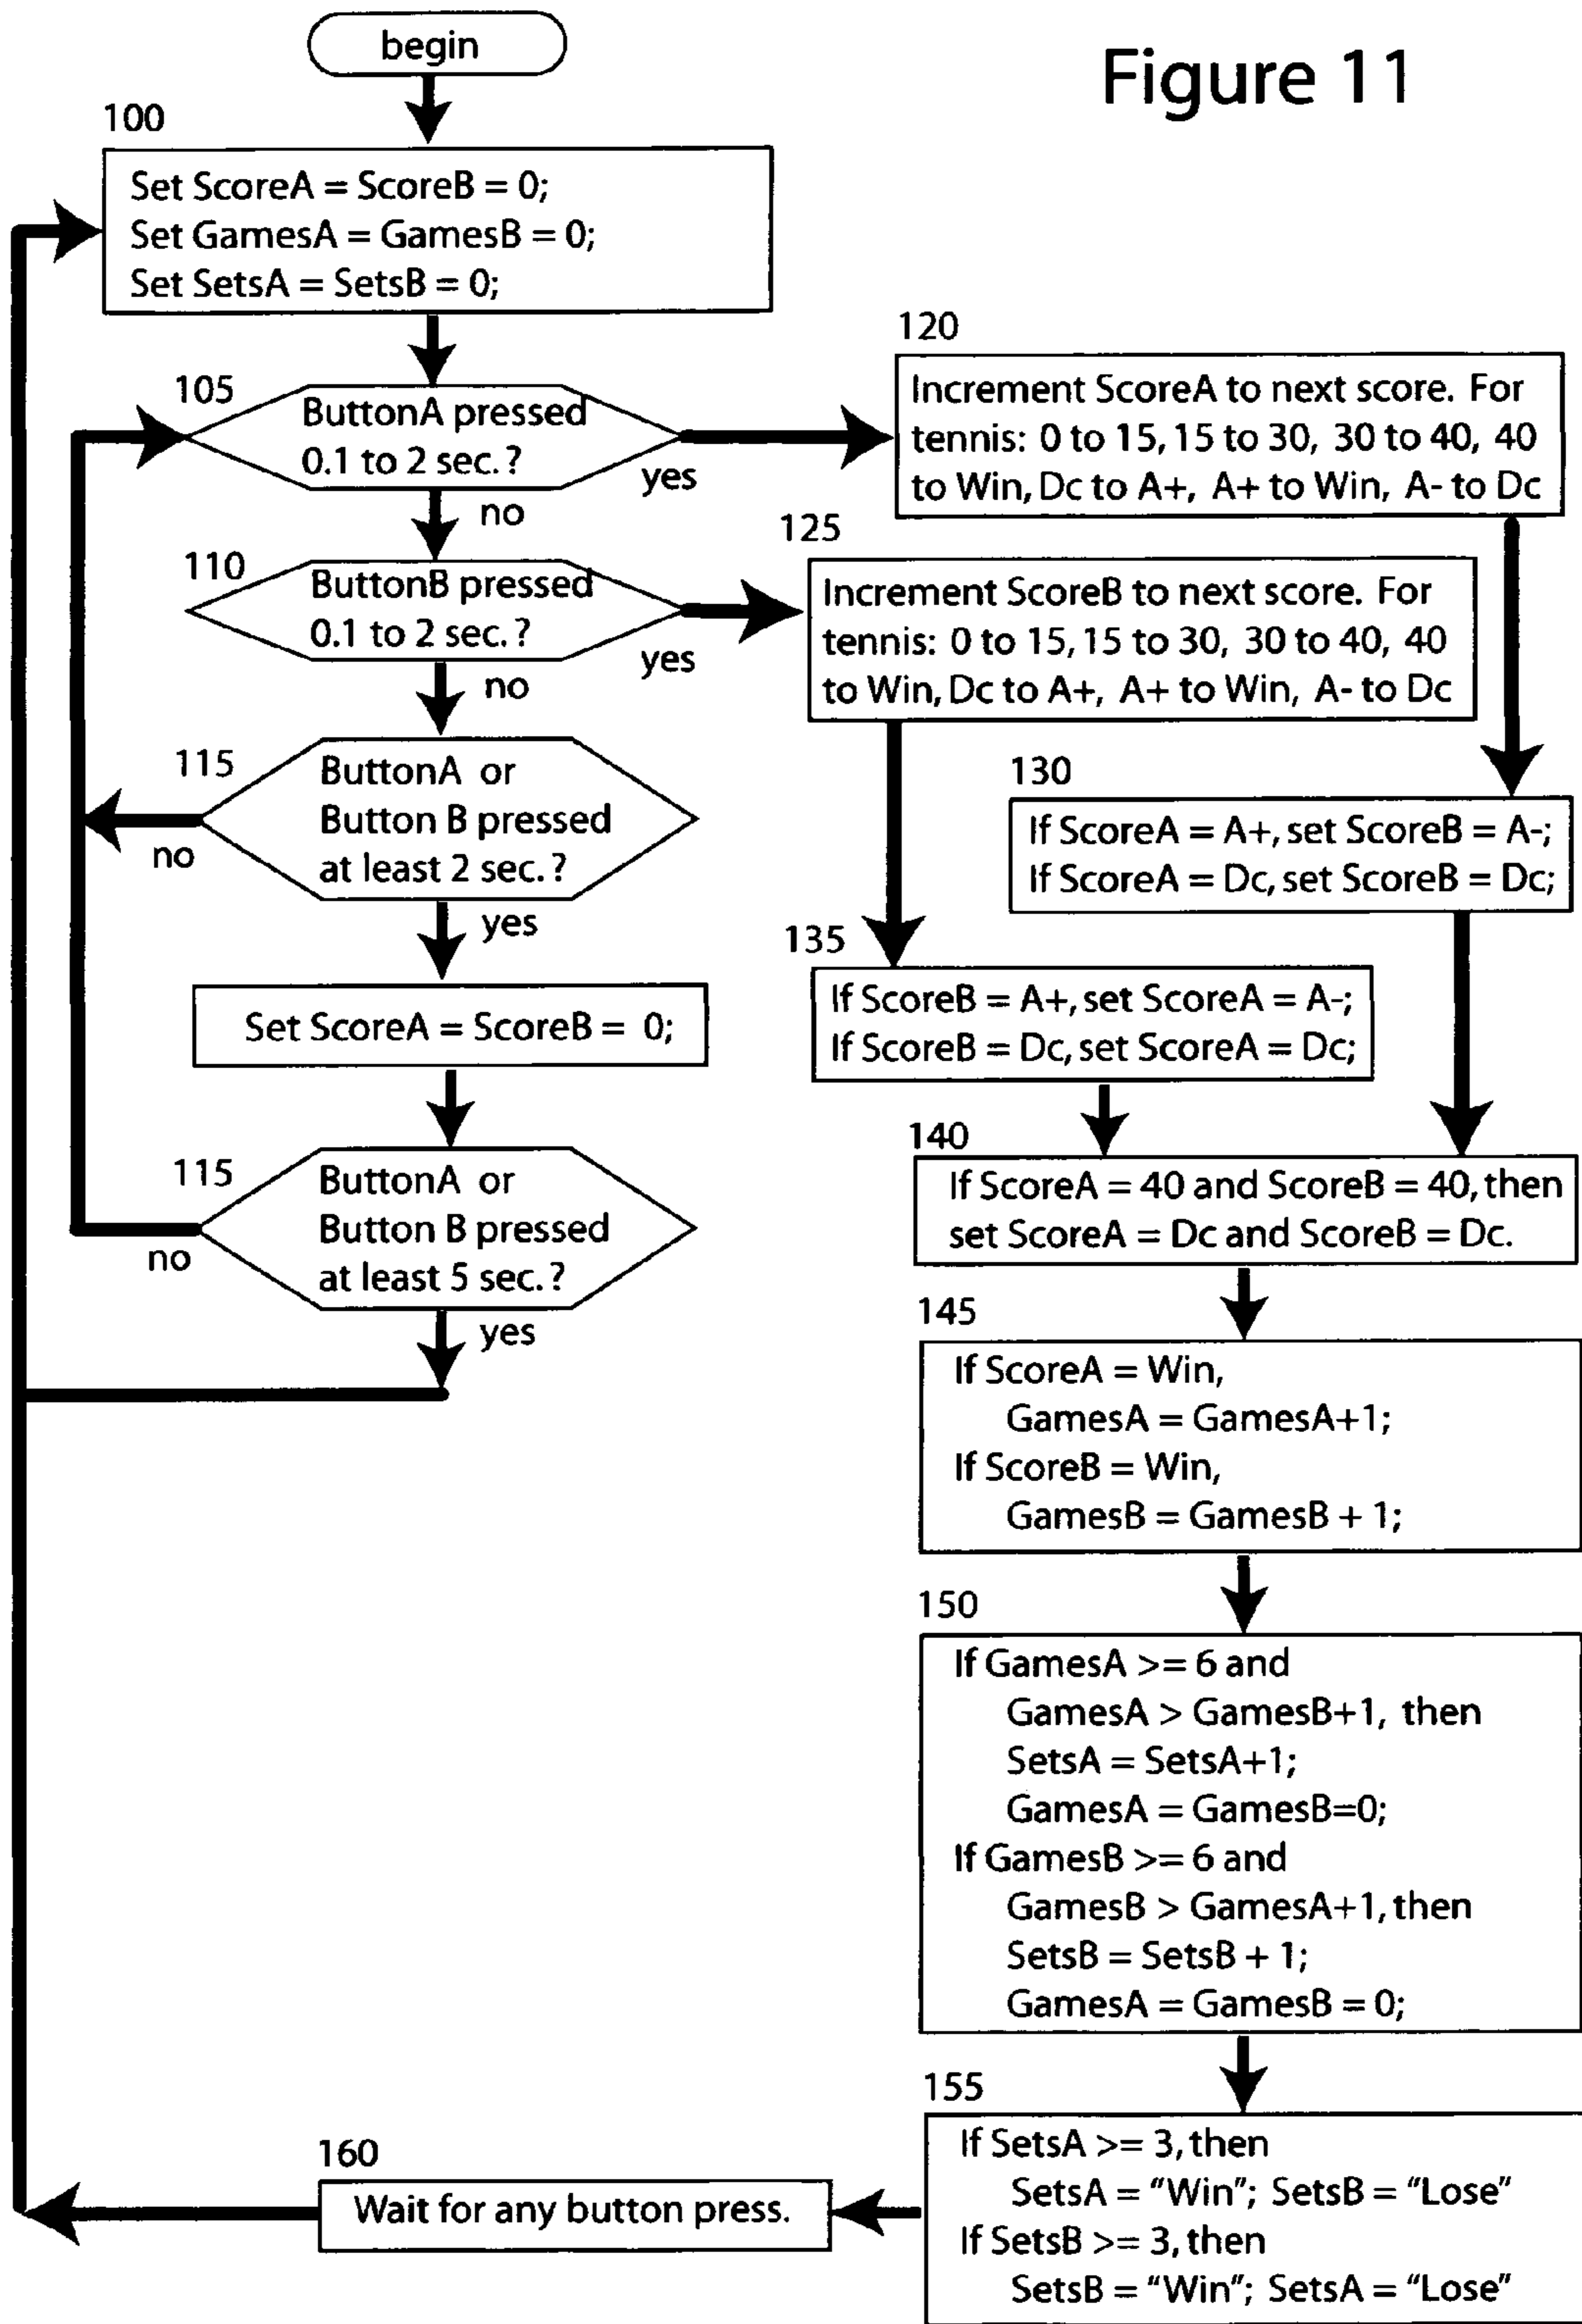 Figure 11
begin
100
Set ScoreA = ScoreB = 0;
Set GamesA = GamesB = 0;
Set SetsA = SetsB = 0;
105
ButtonA pressed
0.1 to 2 sec.?
yes
no
120
Increment ScoreA to next score. For
tennis: 0 to 15, 15 to 30, 30 to 40, 40
to Win, Dc to A+, A+ to Win, A- to Dc
110
ButtonB pressed
0.1 to 2 sec.?
yes
no
125
Increment ScoreB to next score. For
tennis: 0 to 15, 15 to 30, 30 to 40, 40
to Win, Dc to A+, A+ to Win, A- to Dc
115
ButtonA or
Button B pressed
at least 2 sec.?
no
yes
130
If ScoreA = A+, set ScoreB = A-;
If ScoreA = Dc, set ScoreB = Dc;
135
If ScoreB = A+, set ScoreA = A-;
If ScoreB = Dc, set ScoreA = Dc;
Set ScoreA = ScoreB = 0;
115
ButtonA or
Button B pressed
at least 5 sec.?
no
yes
140
If ScoreA = 40 and ScoreB = 40, then
set ScoreA = Dc and ScoreB = Dc.
145
If ScoreA = Win,
GamesA = GamesA+1;
If ScoreB = Win,
GamesB = GamesB + 1;
150
If GamesA >= 6 and
GamesA > GamesB+1, then
SetsA = SetsA+1;
GamesA = GamesB=0;
If GamesB >= 6 and
GamesB > GamesA+1, then
SetsB = SetsB + 1;
GamesA = GamesB = 0;
155
If SetsA >= 3, then
SetsA = “Win”; SetsB = “Lose”
If SetsB >= 3, then
SetsB = “Win”; SetsA = “Lose”
160
Wait for any button press.